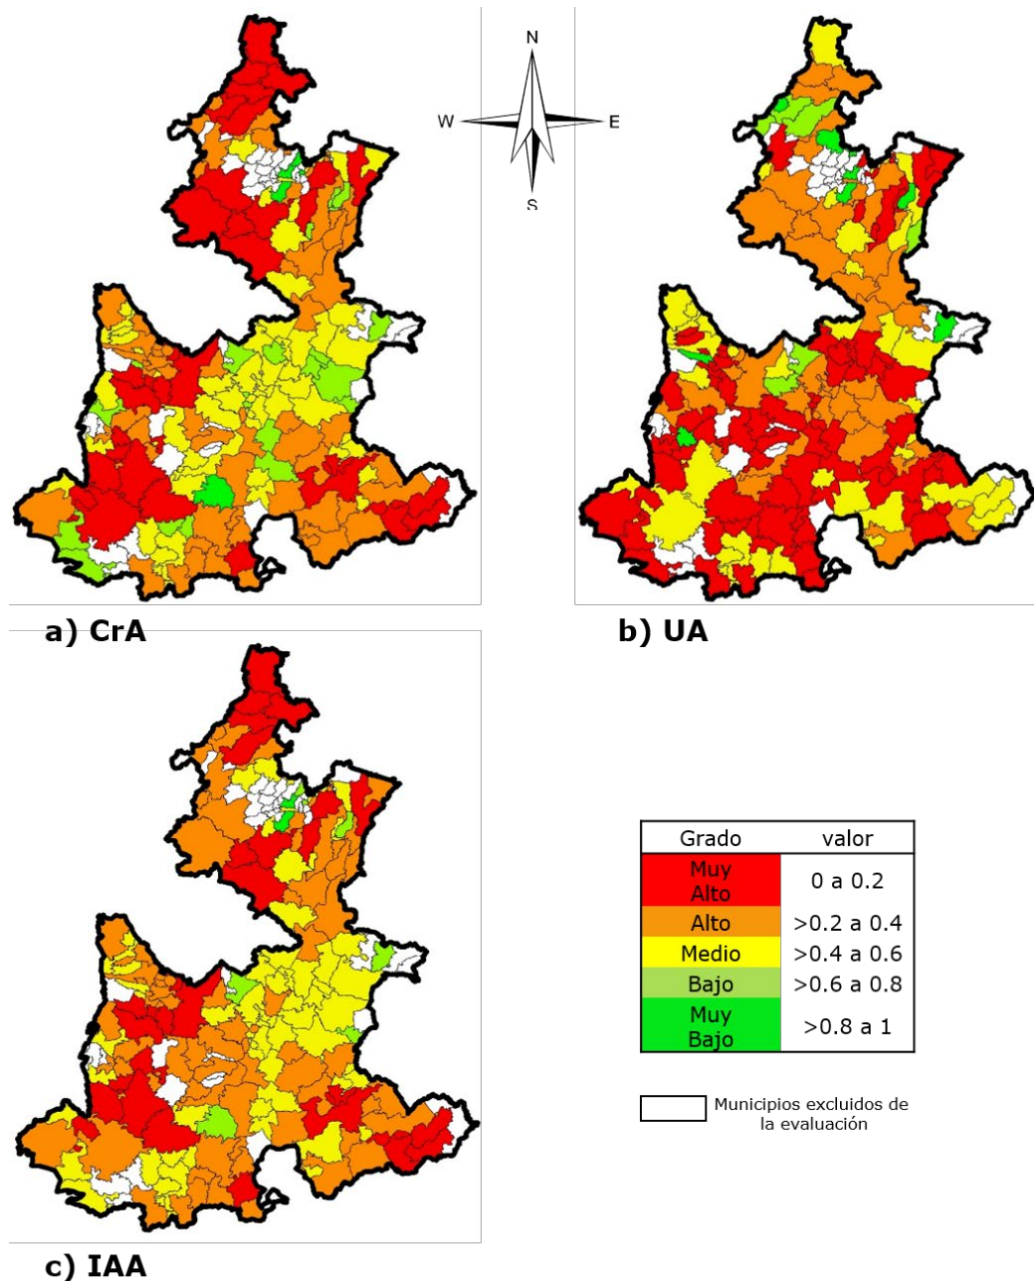 N
W
E
S
a) CrA
b) UA
Grado valor
Muy
Alto
0 a 0.2
Alto >0.2 a 0.4
Medio >0.4 a 0.6
Bajo >0.6 a 0.8
Muy
Bajo
>0.8 a 1
Municipios excluidos de
la evaluación
c) IAA